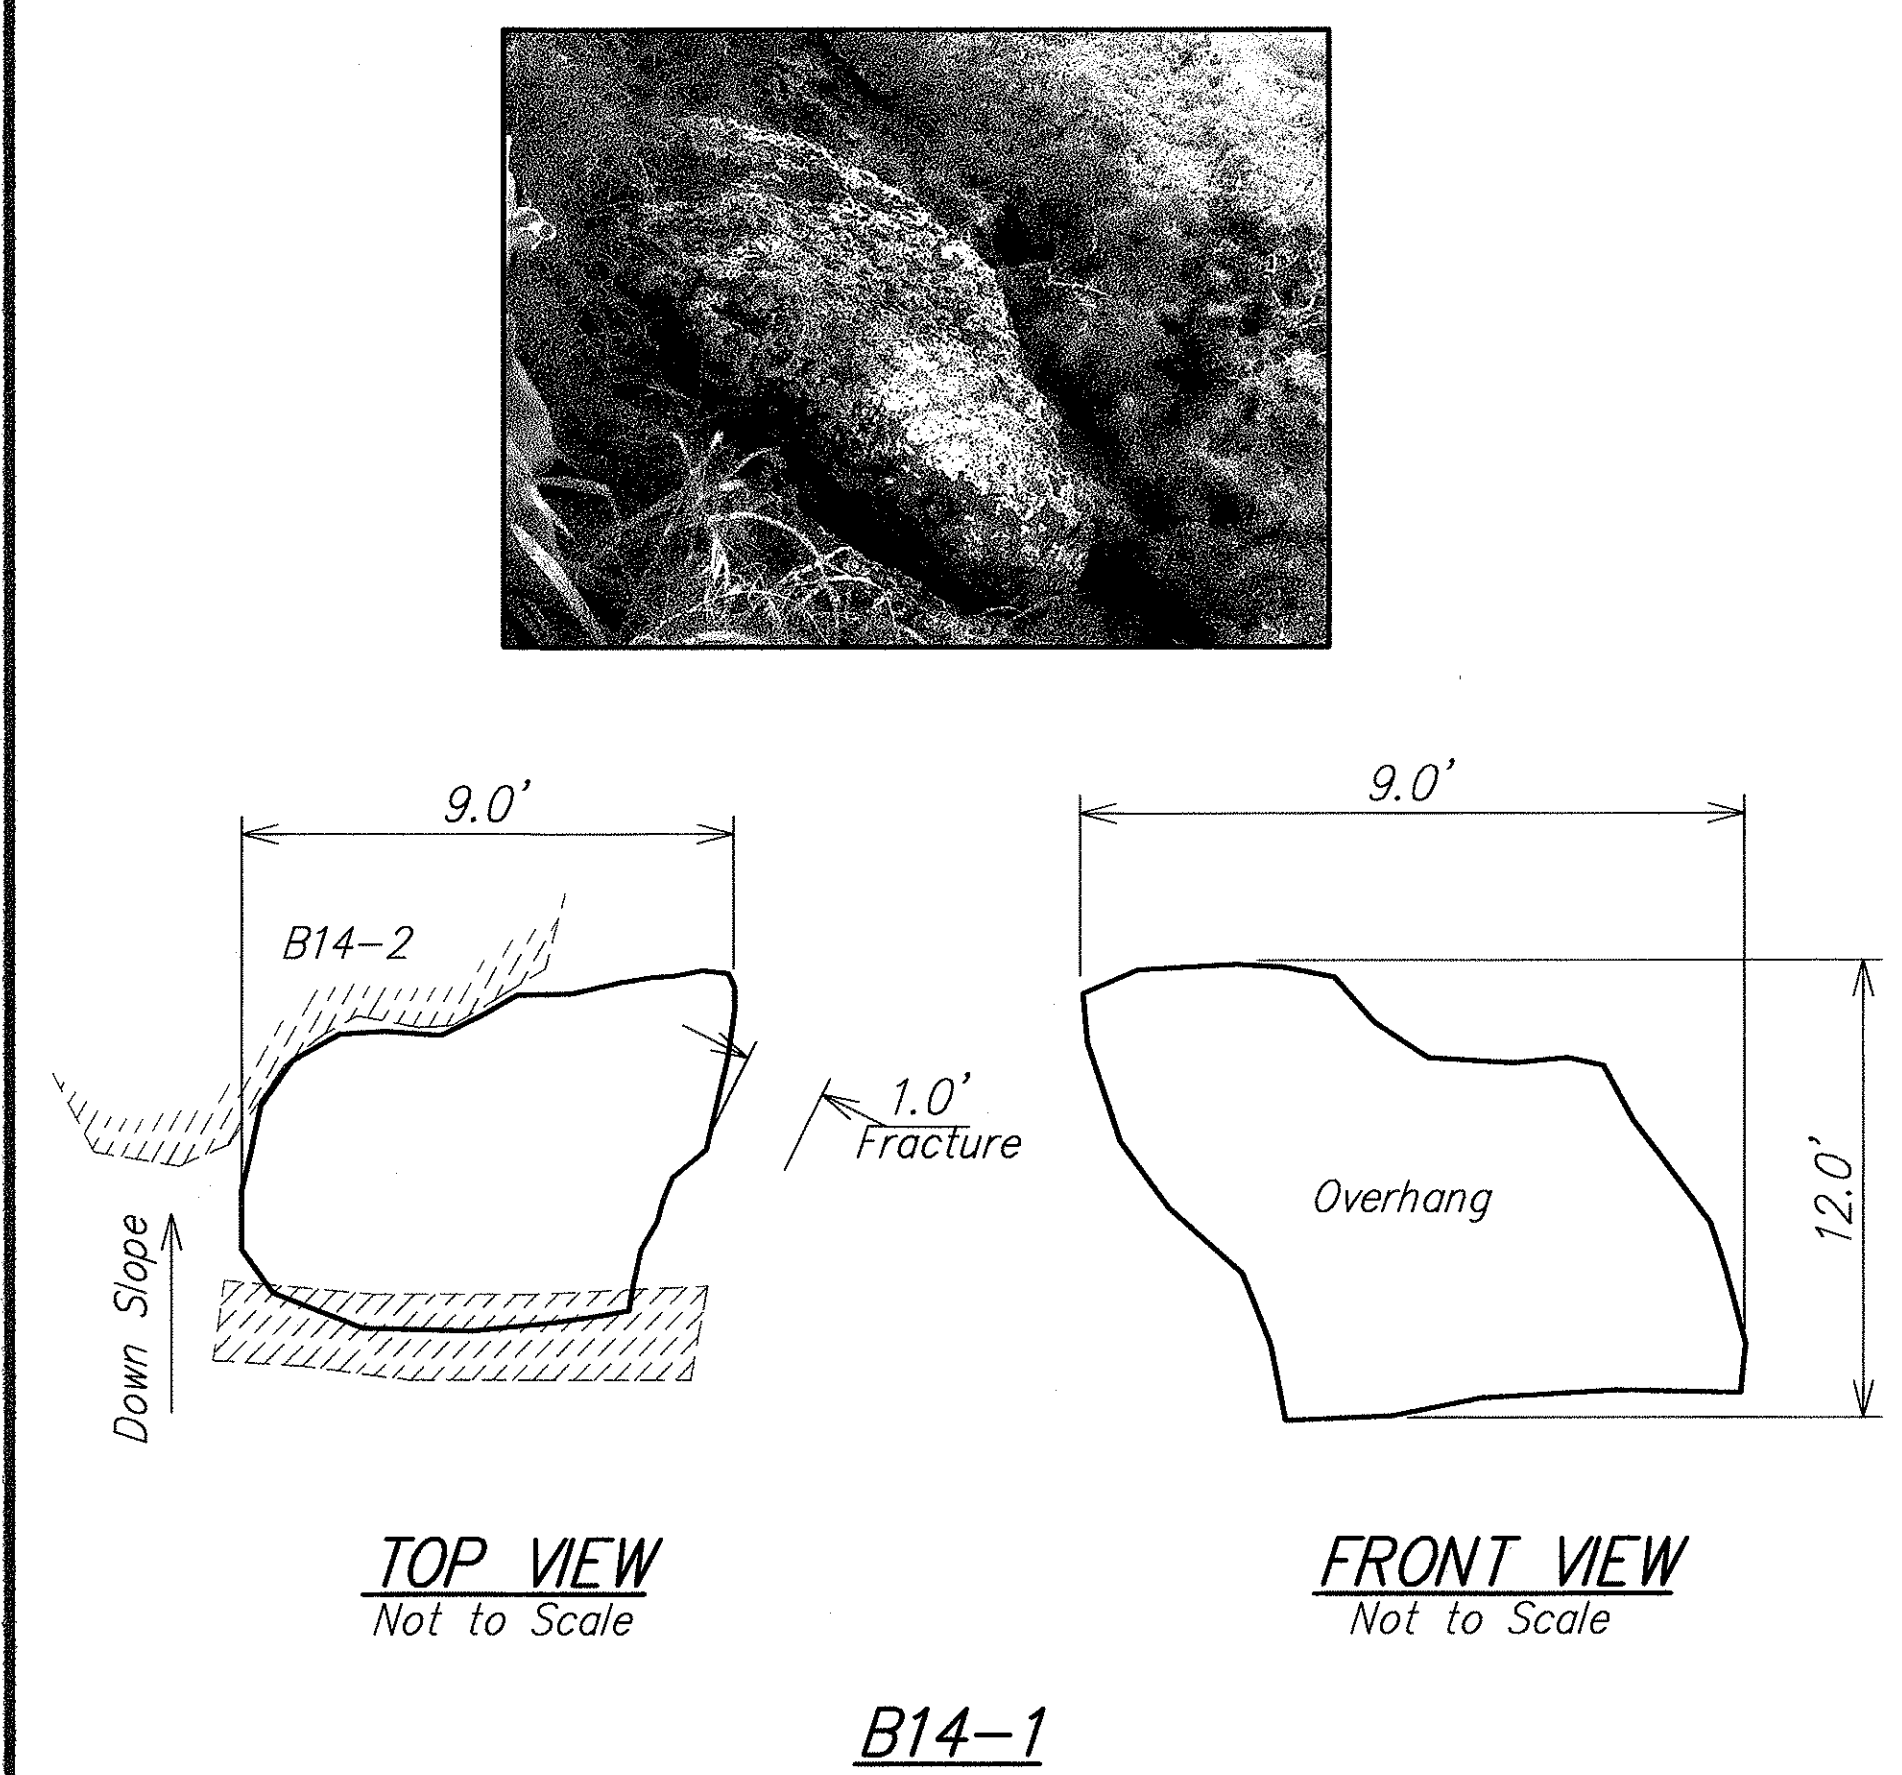 9.0'
9.0'
B14-2
1.0'
Fracture
Down Slope
Overhang
12.0'
TOP VIEW
Not to Scale
FRONT VIEW
Not to Scale
B14-1